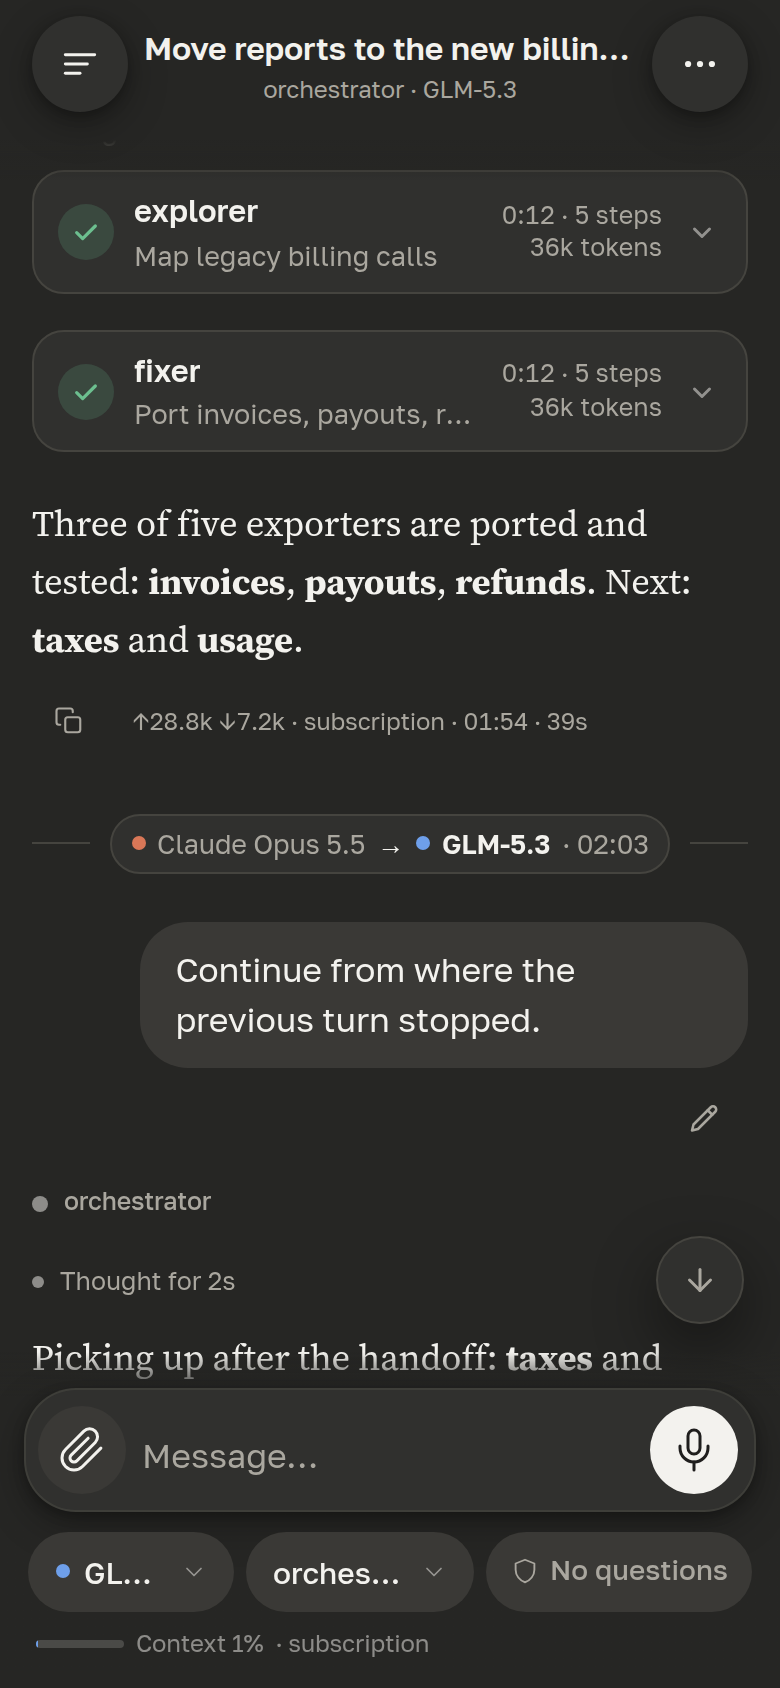 Move reports to the new billin...
orchestrator · GLM-5.3
explorer
0:12 · 5 steps
Map legacy billing calls
36k tokens
fixer
0:12 · 5 steps
Port invoices, payouts, r...
36k tokens
Three of five exporters are ported and
tested: invoices, payouts, refunds. Next:
taxes and usage.
↑28.8k ↓7.2k · subscription · 01:54 · 39s
Claude Opus 5.5 → GLM-5.3 · 02:03
Continue from where the
previous turn stopped.
orchestrator
Thought for 2s
Picking up after the handoff: taxes and
Message...
GL...
orches...
No questions
Context 1% · subscription